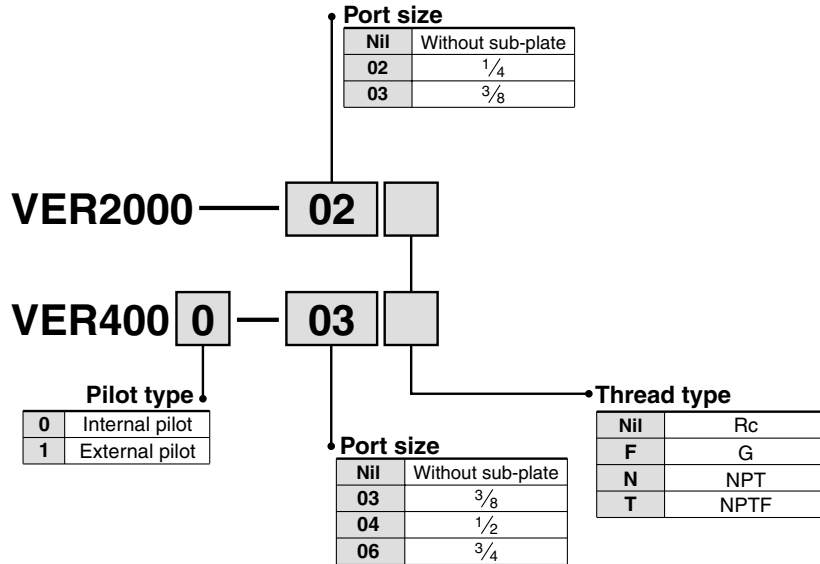 Port size
Nil Without sub-plate
02 1/4
03 3/8
VER2000 02
VER400 0 03
Pilot type
0 Internal pilot
1 External pilot
Port size
Nil Without sub-plate
03 3/8
04 1/2
06 3/4
Thread type
Nil Rc
F G
N NPT
T NPTF